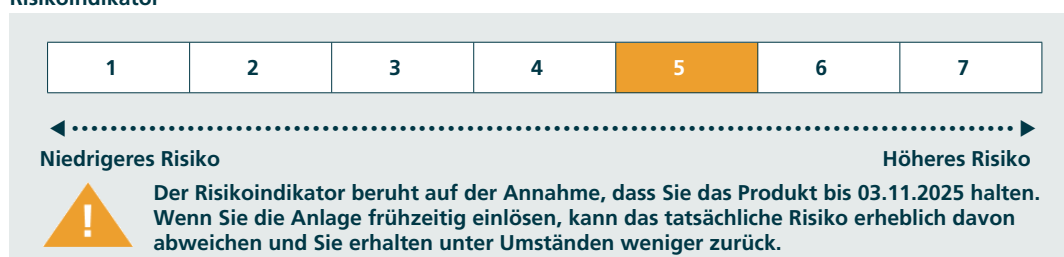 Risikoindikator
1 2 3 4 5 6 7
Niedrigeres Risiko Höheres Risiko
! Der Risikoindikator beruht auf der Annahme, dass Sie das Produkt bis 03.11.2025 halten.
Wenn Sie die Anlage frühzeitig einlösen, kann das tatsächliche Risiko erheblich davon
abweichen und Sie erhalten unter Umständen weniger zurück.